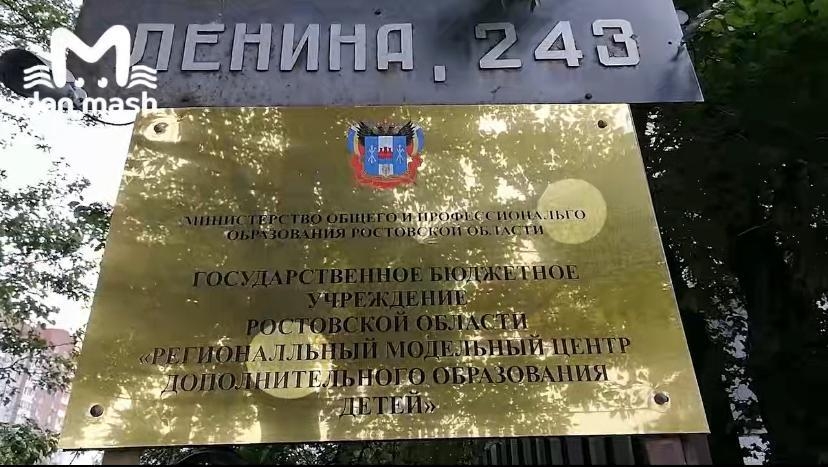 ЛЕНИНА, 243
don mash
МИНИСТЕРСТВО ОБЩЕГО И ПРОФЕССИОНАЛЬГО
ОБРАЗОВАНИЯ РОСТОВСКОЙ ОБЛАСТИ
ГОСУДАРСТВЕННОЕ БЮДЖЕТНОЕ
УЧРЕЖДЕНИЕ
РОСТОВСКОЙ ОБЛАСТИ
«РЕГИОНАЛЛЬНЫЙ МОДЕЛЬНЫЙ ЦЕНТР
ДОПОЛНИТЕЛЬНОГО ОБРАЗОВАНИЯ
ДЕТЕЙ»